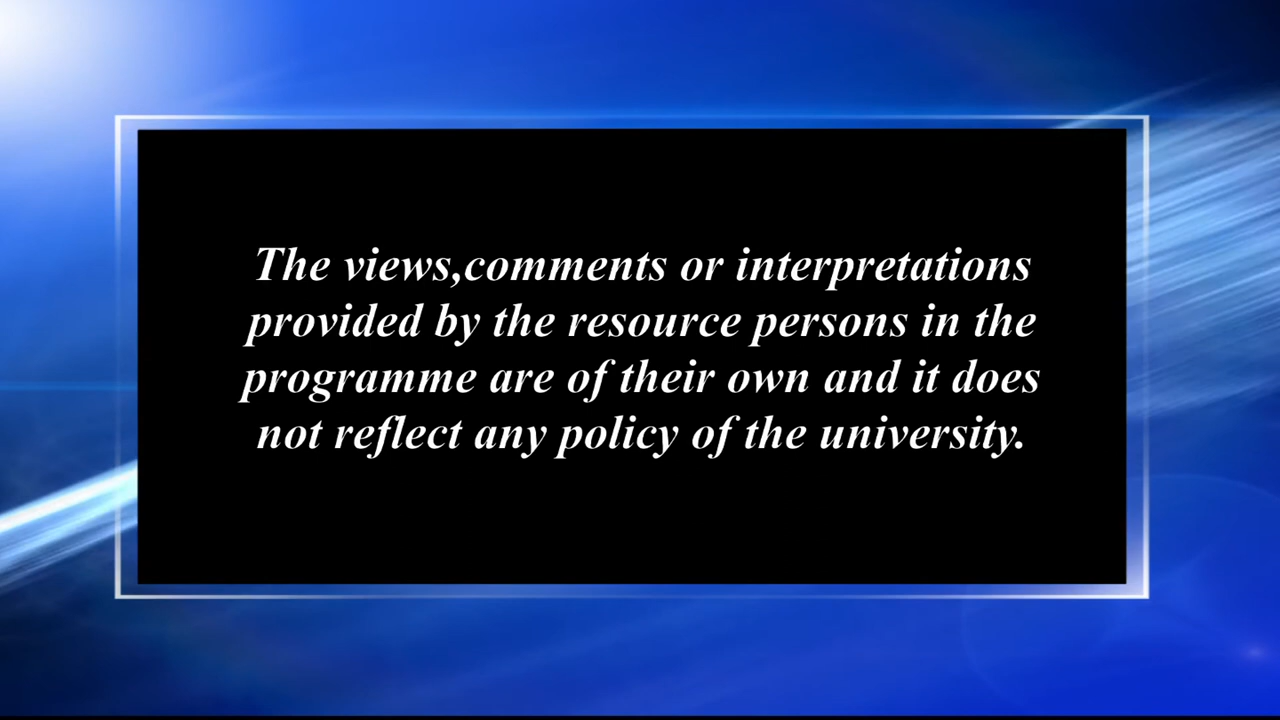 The views,comments or interpretations
provided by the resource persons in the
programme are of their own and it does
not reflect any policy of the university.